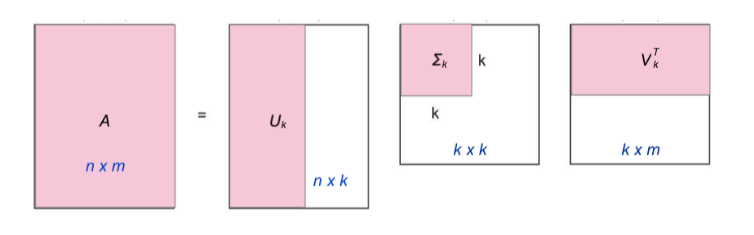 A
n x m
=
U_k
n x k
Σ_k
k
k
k x k
V_k^T
k x m